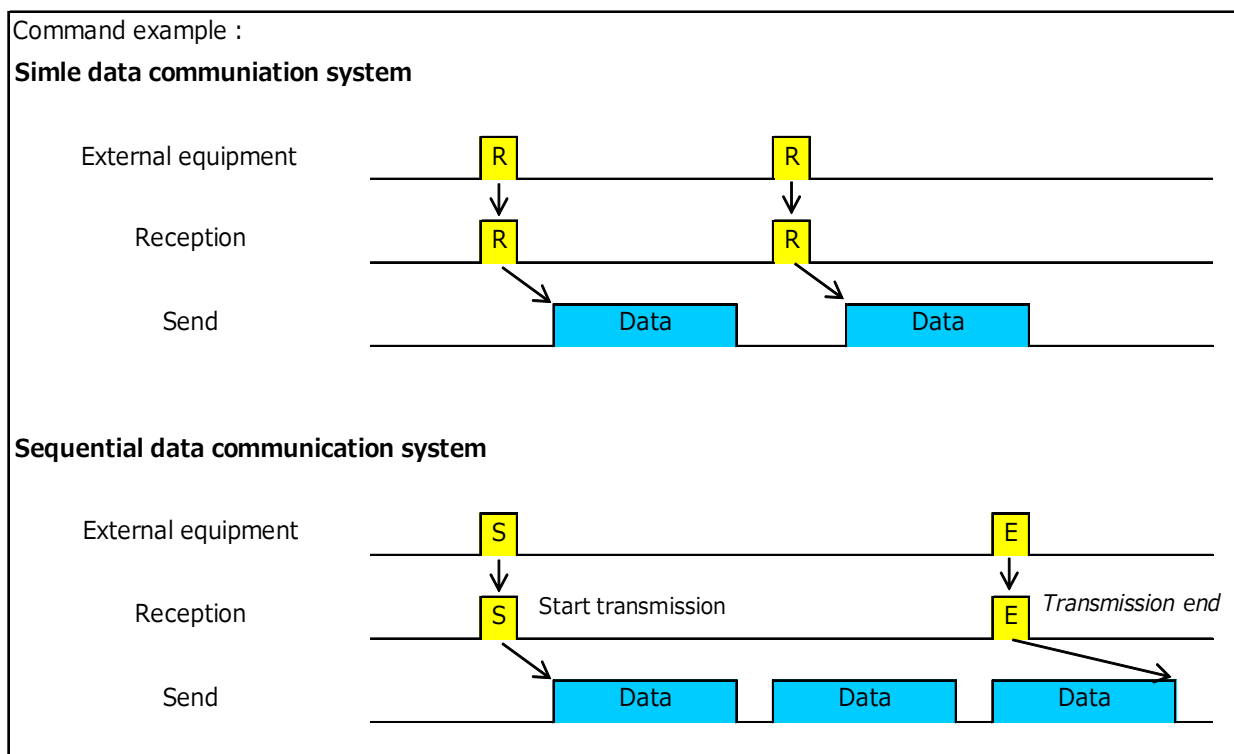 Command example :
Simle data communiation system
External equipment R R
Reception R R
Send Data Data
Sequential data communication system
External equipment S E
Reception S Start transmission E Transmission end
Send Data Data Data